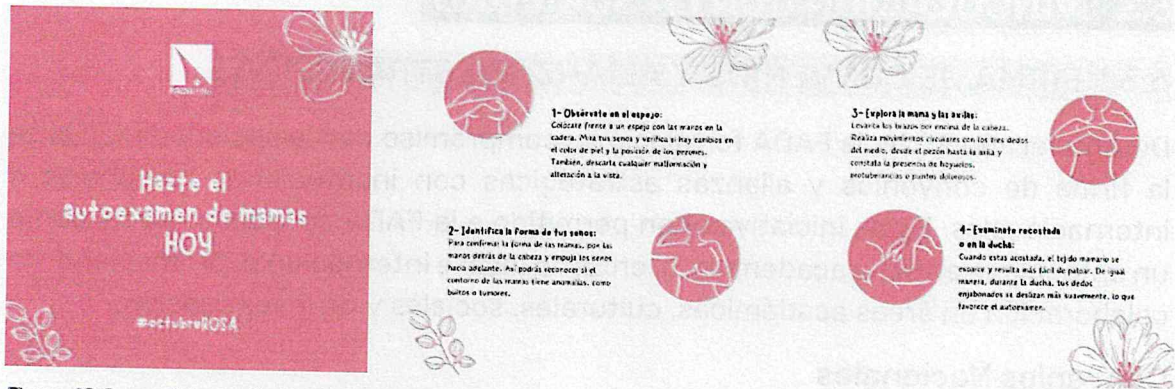 Hazte el
autoexamen de mamas
HOY
#octubreROSA
1- Obsérvate en el espejo:
Colócate frente a un espejo con las manos en la
cadera. Mira tus senos y verifica si hay cambios en
el color de piel y la posición de los pezones.
También, descarta cualquier malformación y
alteración a la vista.
2- Identifica la forma de tus senos:
Para confirmar la forma de las mamas, pon las
manos detrás de la cabeza y empuja los senos
hacia adelante. Así podrás reconocer si el
contorno de las mamas tiene anomalías, como
bultos o tumores.
3- Explora la mama y las axilas:
Levanta los brazos por encima de la cabeza.
Realiza movimientos circulares con los tres dedos
del medio, desde el pezón hasta la axila y
constata la presencia de hoyuelos,
protuberancias o puntos dolorosos.
4- Examínate recostada
o en la ducha:
Cuando estas acostada, el tejido mamario se
esparce y resulta más fácil de palpar. De igual
manera, durante la ducha, tus dedos
enjabonados se deslizan más suavemente, lo que
favorece el autoexamen.